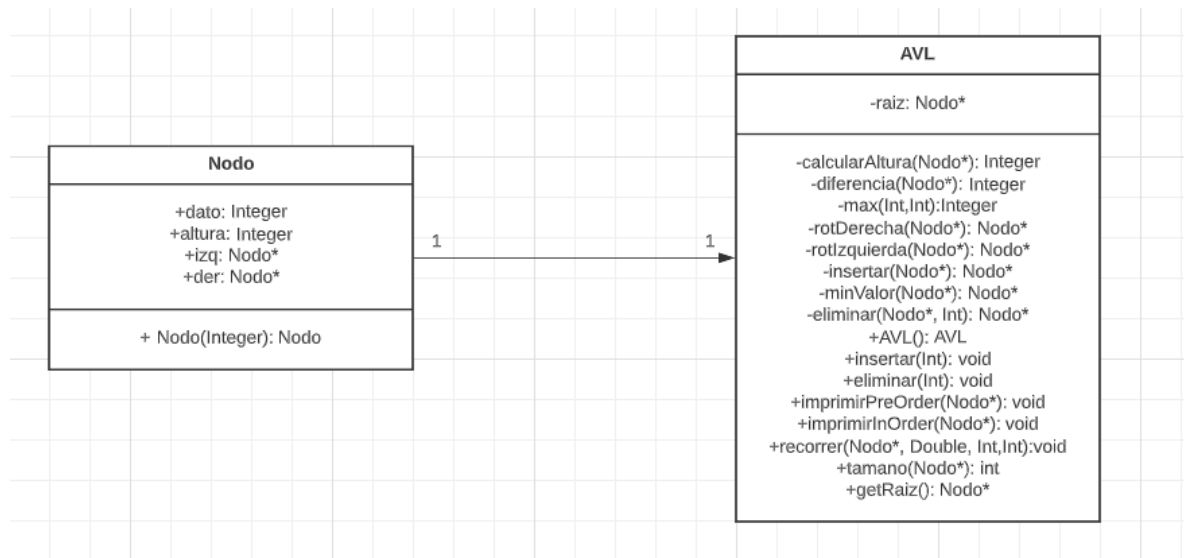 Nodo
+dato: Integer
+altura: Integer
+izq: Nodo*
+der: Nodo*
+ Nodo(Integer): Nodo
1
1
AVL
-raiz: Nodo*
-calcularAltura(Nodo*): Integer
-diferencia(Nodo*): Integer
-max(Int,Int):Integer
-rotDerecha(Nodo*): Nodo*
-rotIzquierda(Nodo*): Nodo*
-insertar(Nodo*): Nodo*
-minValor(Nodo*): Nodo*
-eliminar(Nodo*, Int): Nodo*
+AVL(): AVL
+insertar(Int): void
+eliminar(Int): void
+imprimirPreOrder(Nodo*): void
+imprimirInOrder(Nodo*): void
+recorrer(Nodo*, Double, Int,Int):void
+tamano(Nodo*): int
+getRaiz(): Nodo*